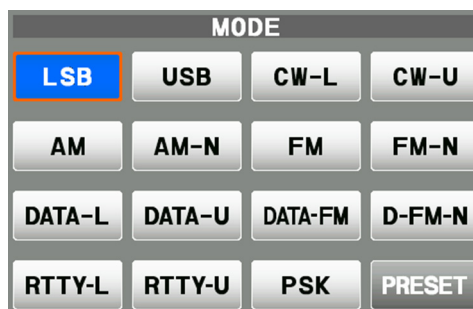 MODE
LSB USB CW-L CW-U
AM AM-N FM FM-N
DATA-L DATA-U DATA-FM D-FM-N
RTTY-L RTTY-U PSK PRESET